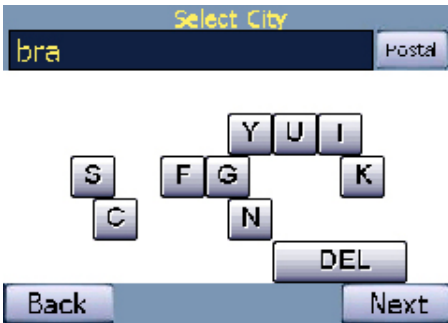 Select City
bra Postal
Y U I
S F G K
C N
DEL
Back Next